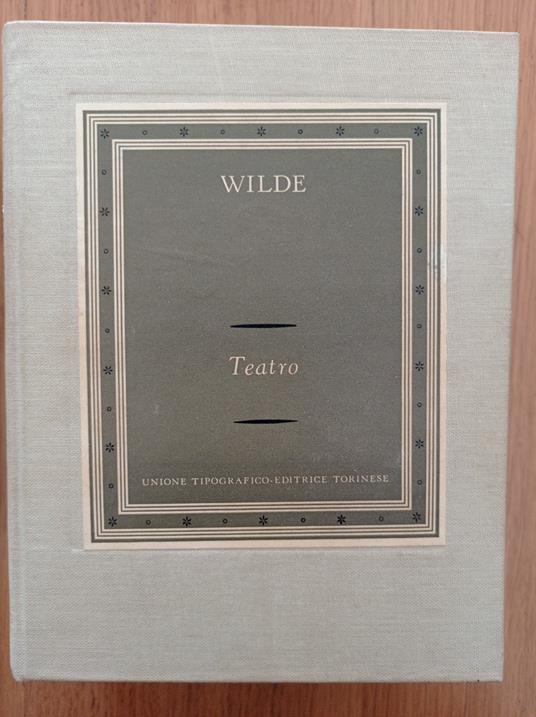 WILDE
Teatro
UNIONE TIPOGRAFICO-EDITRICE TORINESE